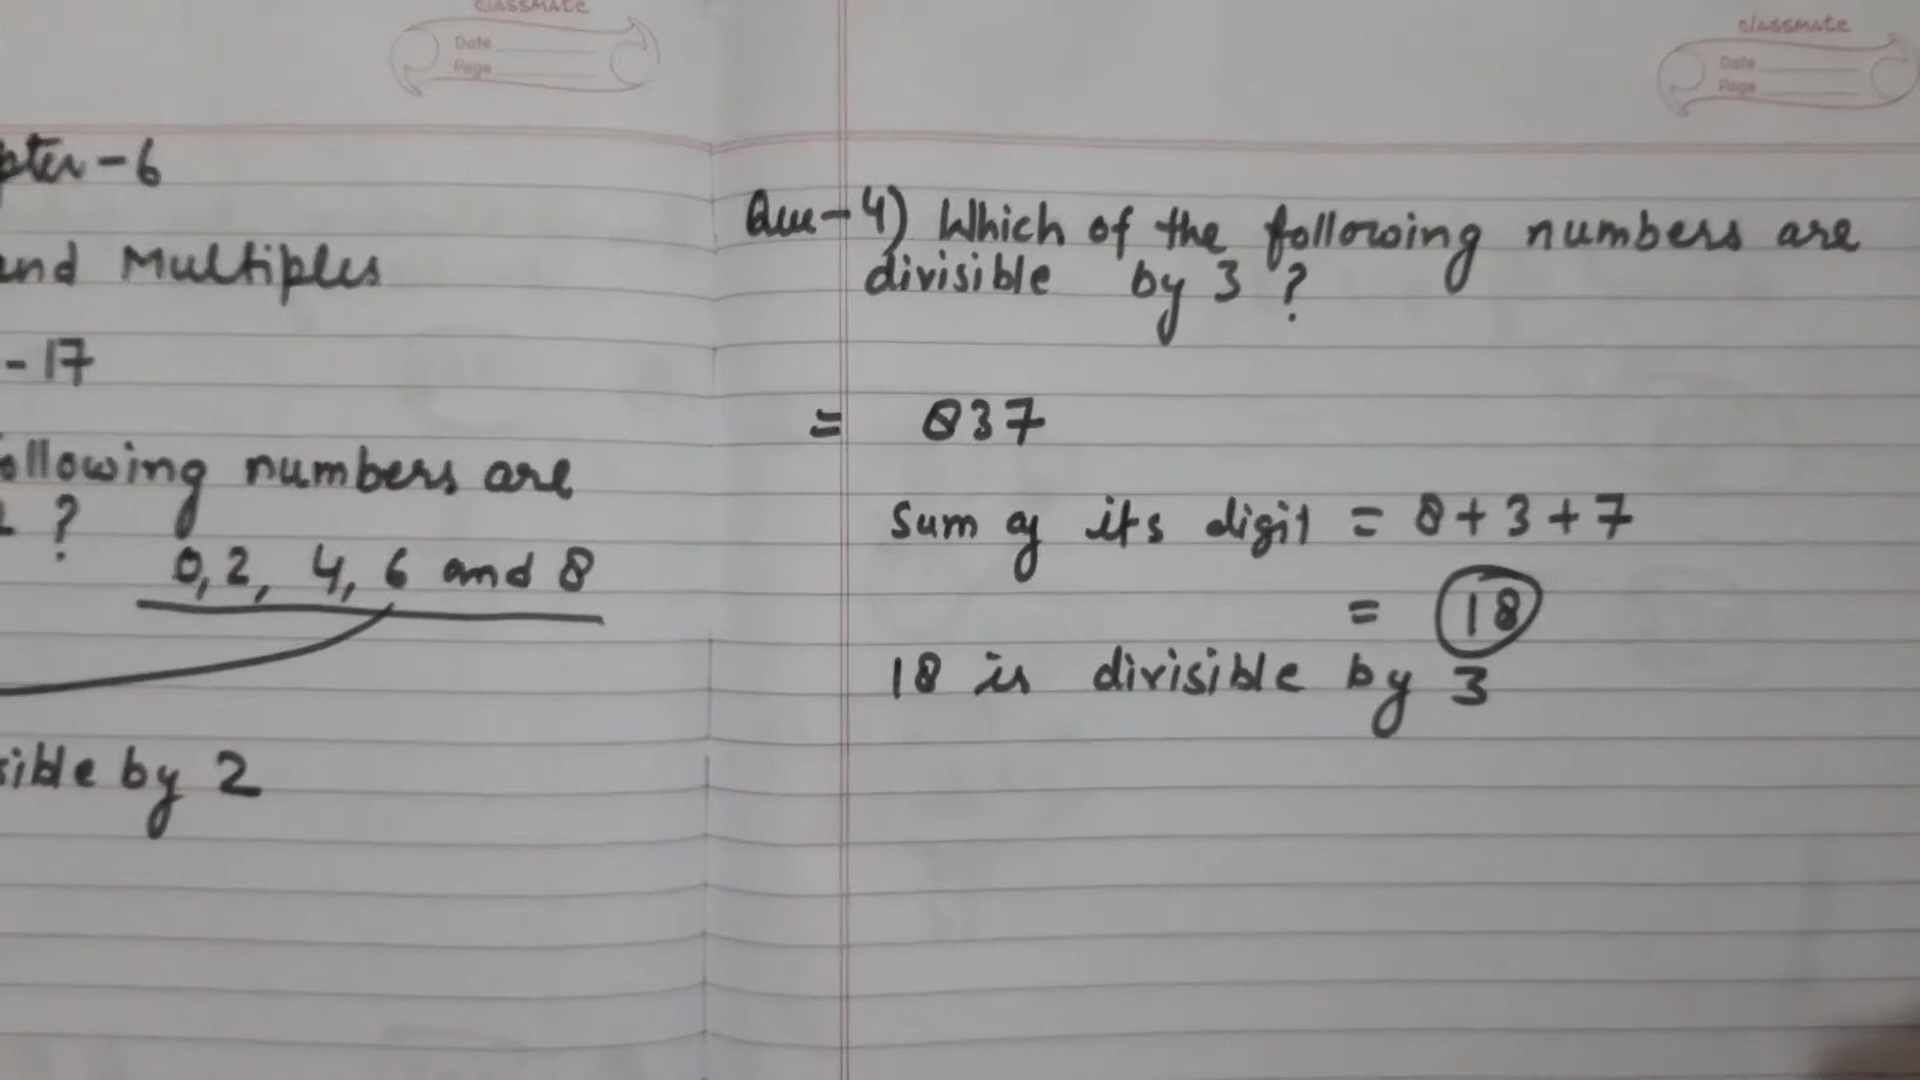 classmate
Date
Page
pter-6
and Multiples
-17
ollowing numbers are
?
0,2, 4, 6 and 8
sible by 2
classmate
Date
Page
Que-4) Which of the following numbers are
divisible by 3 ?
= 837
Sum of its digit = 8+3+7
= 18
18 is divisible by 3